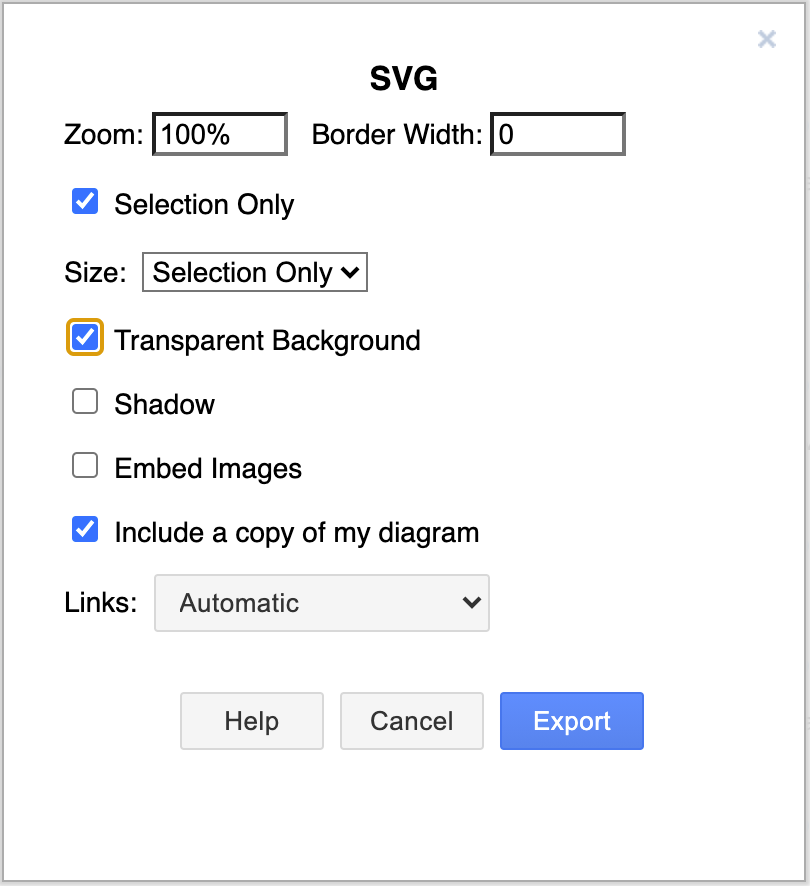 SVG
Zoom: 100% Border Width: 0
Selection Only
Size: Selection Only
Transparent Background
Shadow
Embed Images
Include a copy of my diagram
Links: Automatic
Help Cancel Export